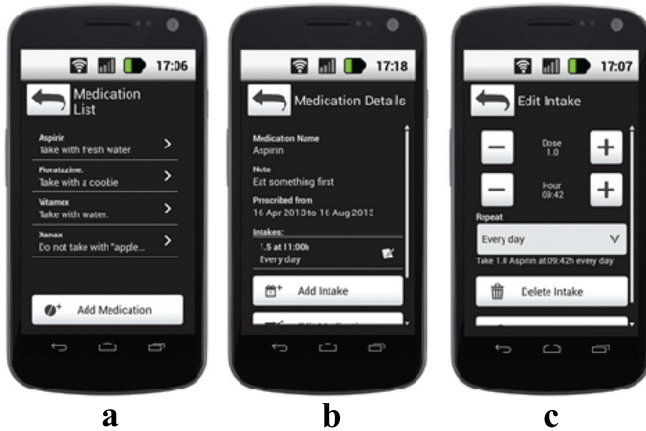 17:06
Medication
List
Aspirin
Take with fresh water
Take with a cookie
Vitamex
Take with water.
Xanax
Do not take with "apple...
Add Medication
a
17:18
Medication Details
Medication Name
Aspirin
Note
Eat something first
Prescribed from
16 Apr 2013 to 16 Aug 2013
Intakes:
1.5 at 11:00h
Every day
Add Intake
b
17:07
Edit Intake
Dose
1.0
Hour
09:42
Repeat
Every day
Take 1.0 Aspirin at 09:42h every day
Delete Intake
c